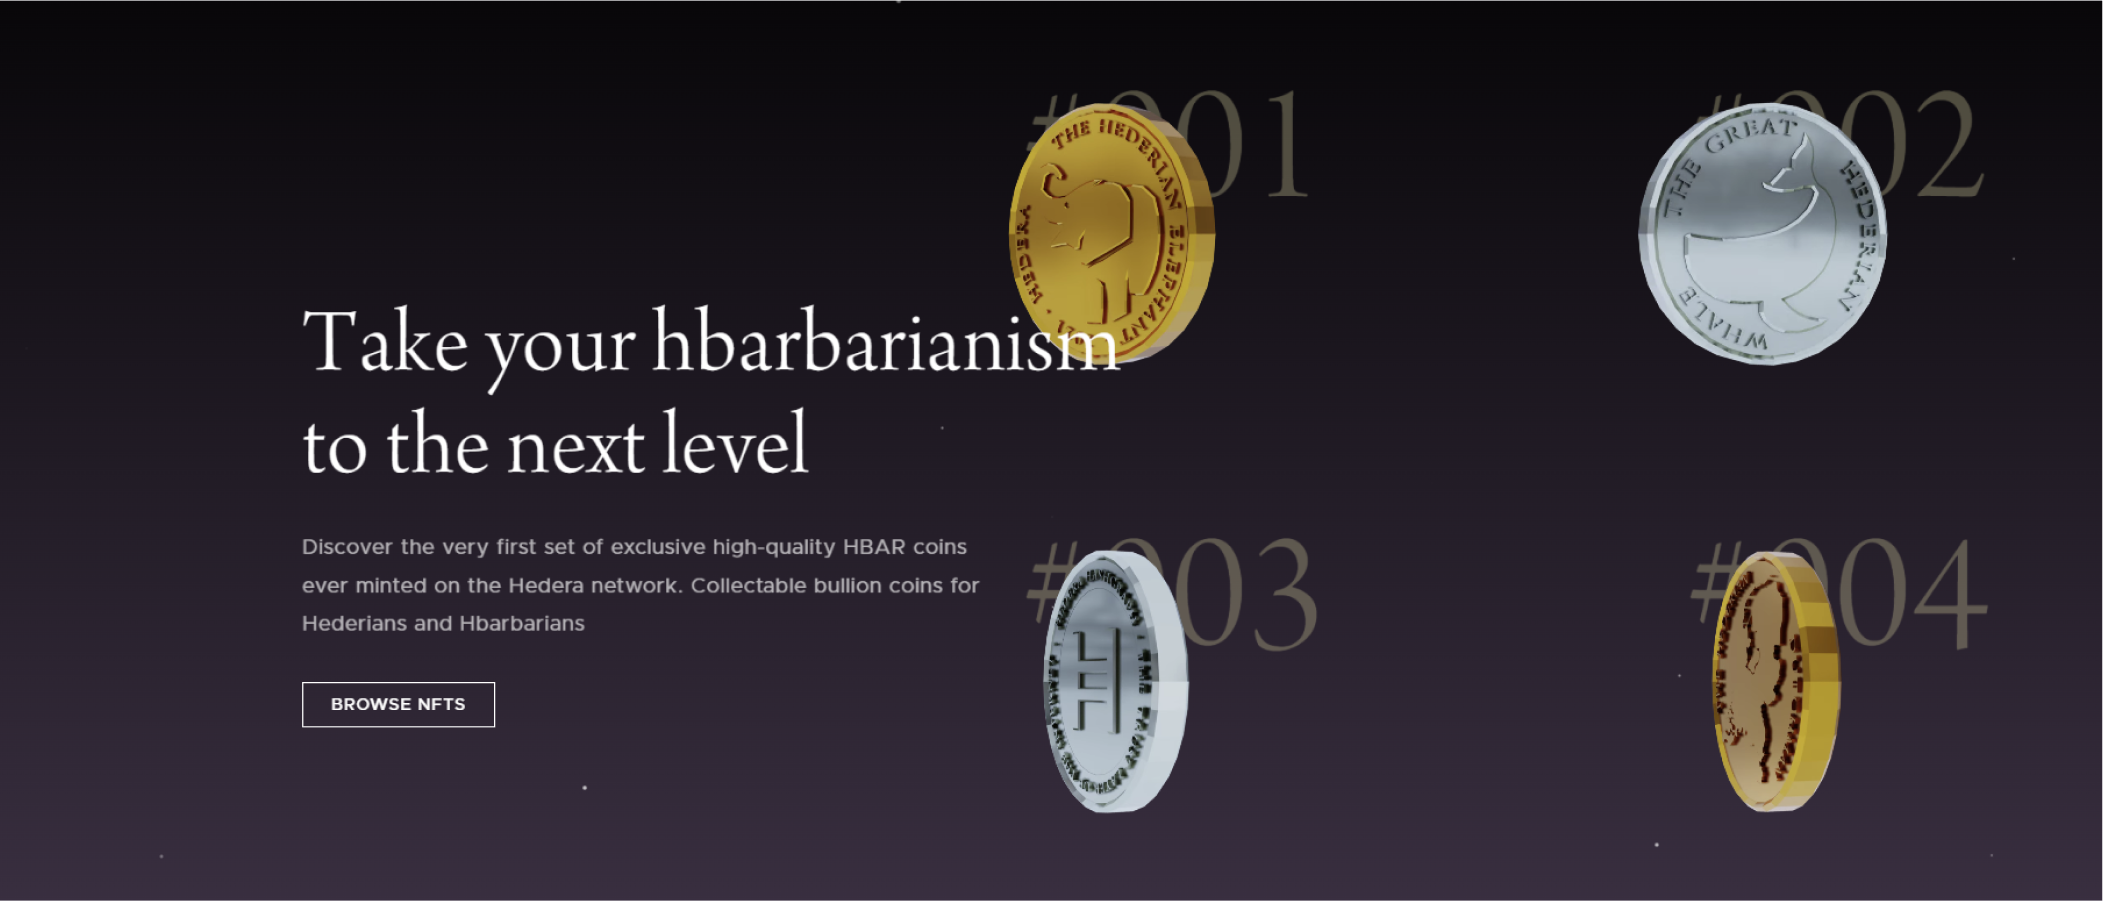 Take your hbarbarianism
to the next level
Discover the very first set of exclusive high-quality HBAR coins
ever minted on the Hedera network. Collectable bullion coins for
Hederians and Hbarbarians
BROWSE NFTS
#001
THE HEDERIAN ELEPHANT
HEDERA
#002
THE GREAT HEDERIAN WHALE
#003
#004